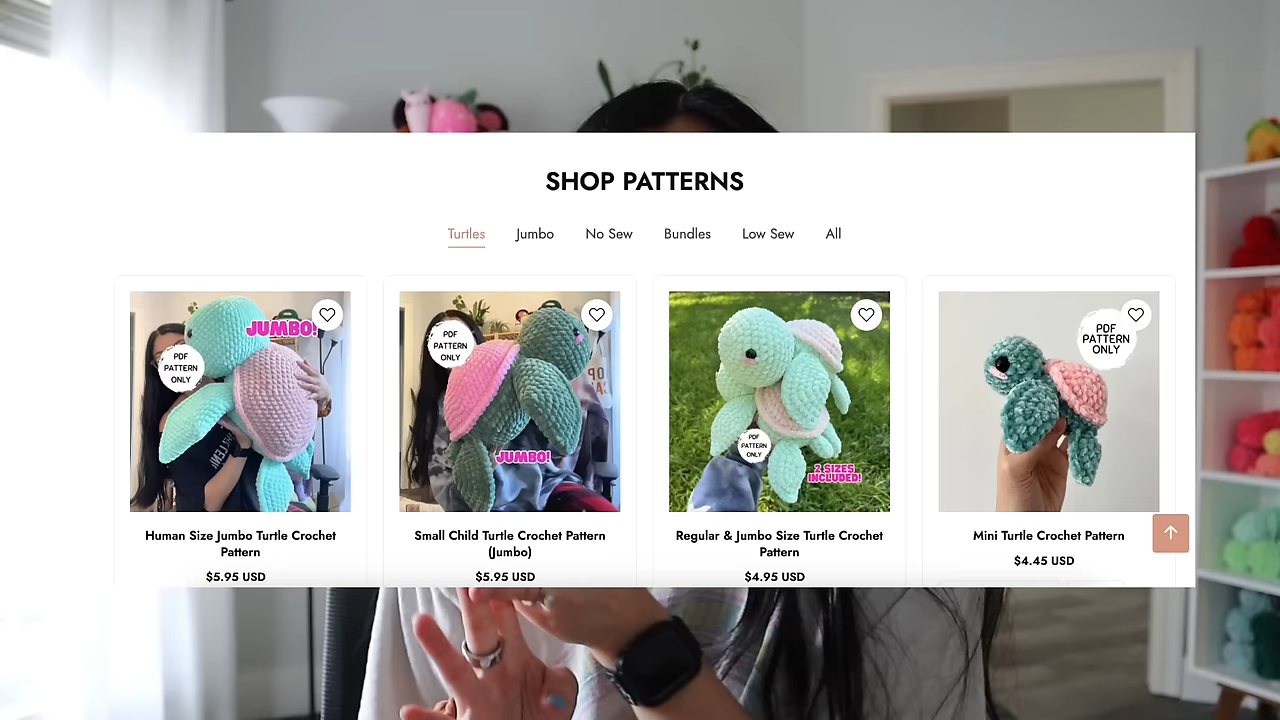 SHOP PATTERNS
Turtles Jumbo No Sew Bundles Low Sew All
JUMBO!
PDF
PATTERN
ONLY
Human Size Jumbo Turtle Crochet
Pattern
$5.95 USD
PDF
PATTERN
ONLY
JUMBO!
Small Child Turtle Crochet Pattern
(Jumbo)
$5.95 USD
PDF
PATTERN
ONLY
2 SIZES
INCLUDED!
Regular & Jumbo Size Turtle Crochet
Pattern
$4.95 USD
PDF
PATTERN
ONLY
Mini Turtle Crochet Pattern
$4.45 USD